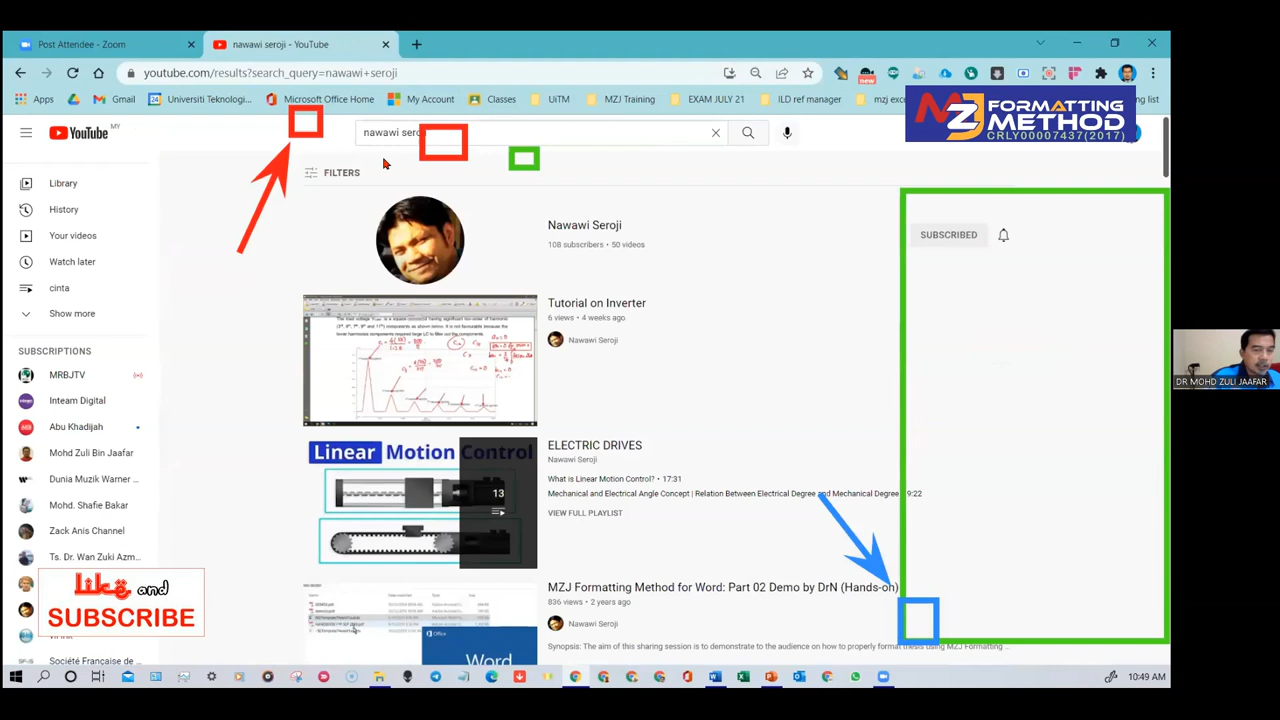 Post Attendee - Zoom
nawawi seroji - YouTube
youtube.com/results?search_query=nawawi+seroji
Apps
Gmail
Universiti Teknologi...
Microsoft Office Home
My Account
Classes
UiTM
MZJ Training
EXAM JULY 21
ILD ref manager
mzj exc
ing list
new
MZJ FORMATTING
METHOD
CRLY00007437(2017)
YouTube MY
nawawi sero
FILTERS
Library
History
Your videos
Watch later
cinta
Show more
SUBSCRIPTIONS
MRBJTV
Inteam Digital
Abu Khadijah
Mohd Zuli Bin Jaafar
Dunia Muzik Warner ...
Mohd. Shafie Bakar
Zack Anis Channel
Ts. Dr. Wan Zuki Azm...
Société Française de
like and
SUBSCRIBE
Nawawi Seroji
108 subscribers • 50 videos
SUBSCRIBED
Tutorial on Inverter
6 views • 4 weeks ago
Nawawi Seroji
Linear Motion Control
13
ELECTRIC DRIVES
Nawawi Seroji
What is Linear Motion Control? • 17:31
Mechanical and Electrical Angle Concept | Relation Between Electrical Degree and Mechanical Degree 9:22
VIEW FULL PLAYLIST
MZJ Formatting Method for Word: Part 02 Demo by DrN (Hands-on)
836 views • 2 years ago
Nawawi Seroji
Synopsis: The aim of this sharing session is to demonstrate to the audience on how to properly format thesis using MZJ Formatting ...
Office
Word
DR MOHD ZULI JAAFAR
10:49 AM